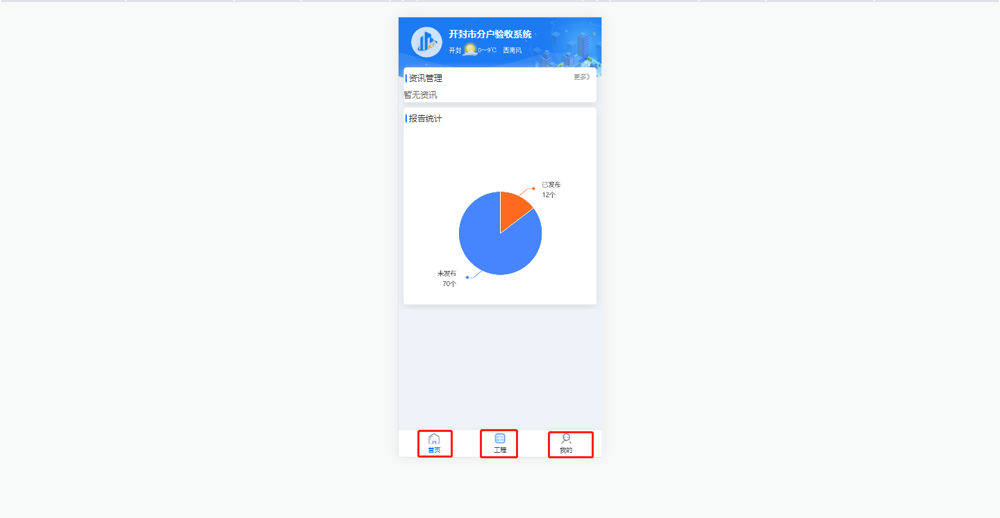 开封市分户验收系统
开封 0～9℃ 西南风
资讯管理 更多》
暂无资讯
报告统计
已发布
12个
未发布
70个
首页 工程 我的